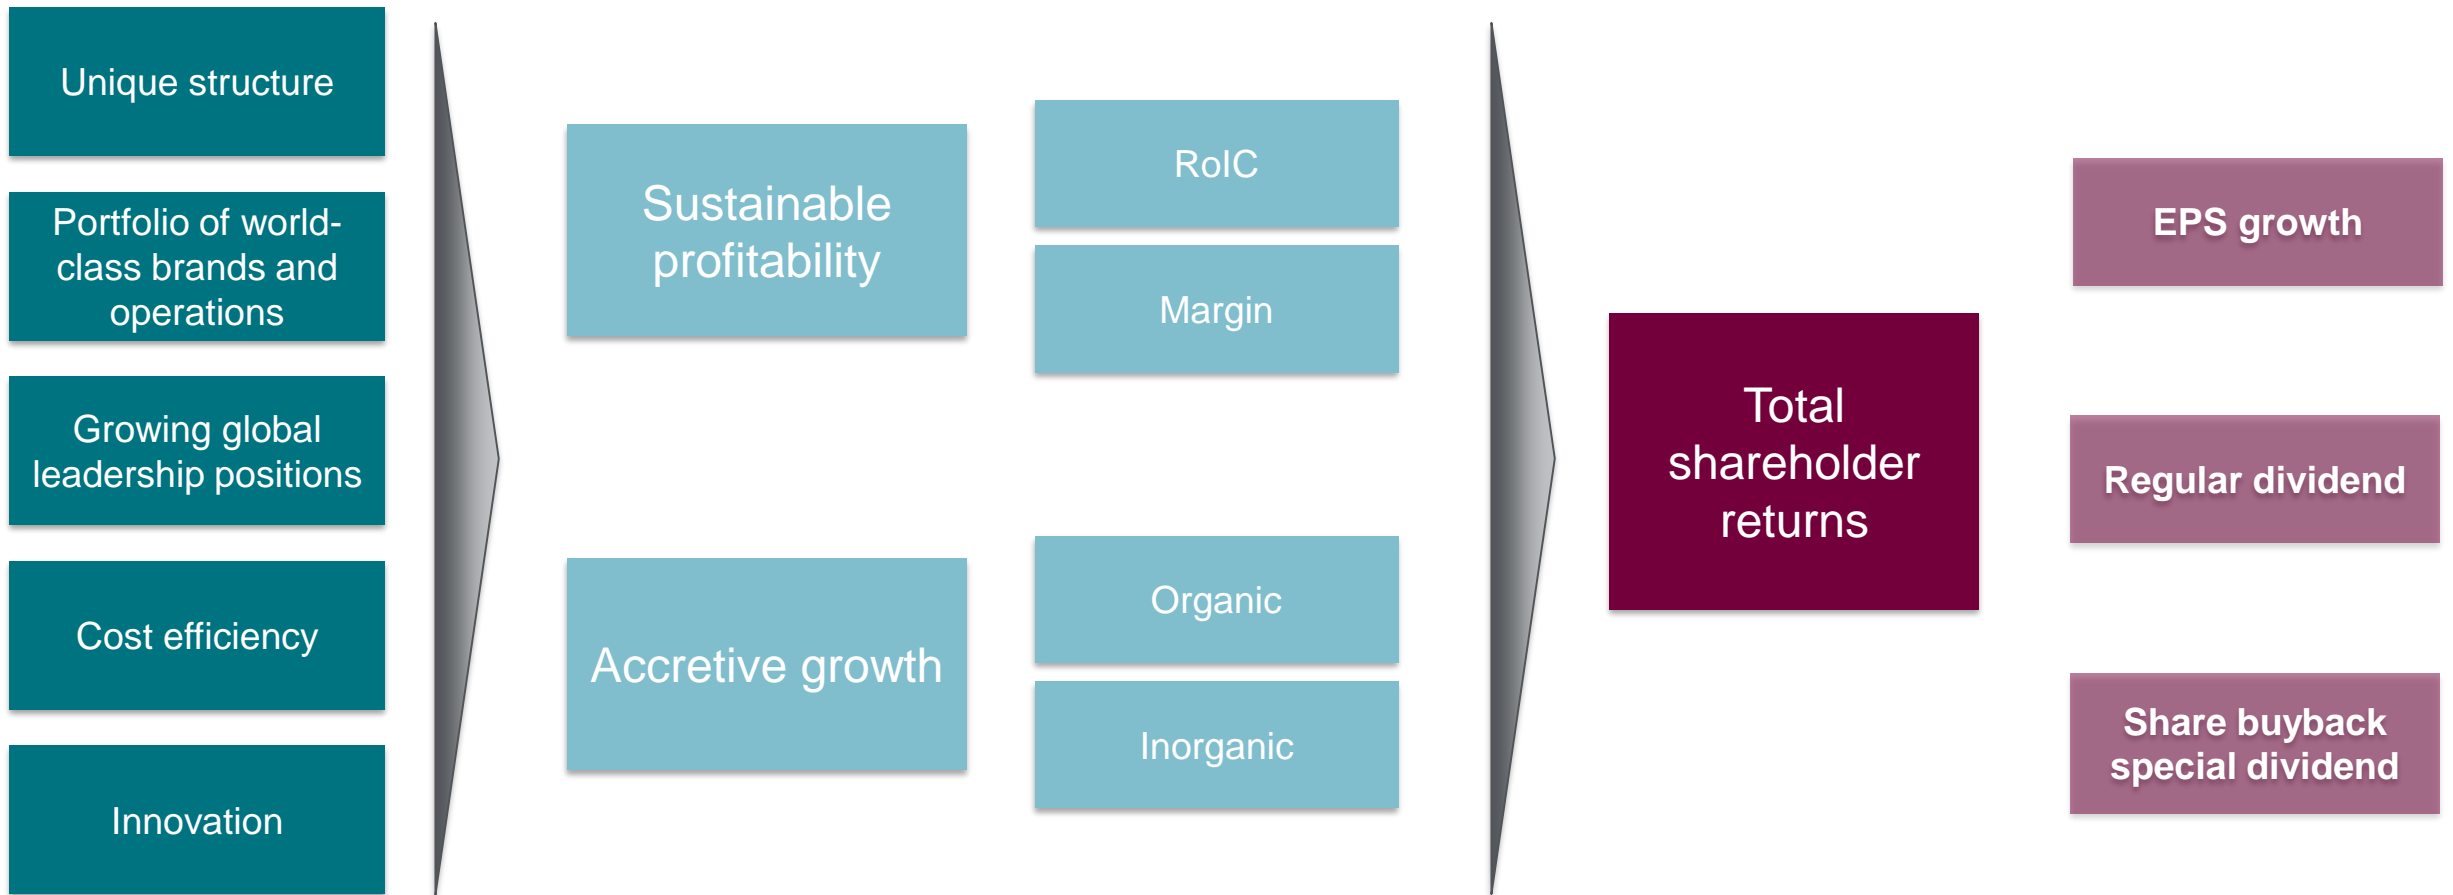 Unique structure
Portfolio of world-
class brands and
operations
Growing global
leadership positions
Cost efficiency
Innovation
Sustainable
profitability
RoIC
Margin
Accretive growth
Organic
Inorganic
Total
shareholder
returns
EPS growth
Regular dividend
Share buyback
special dividend